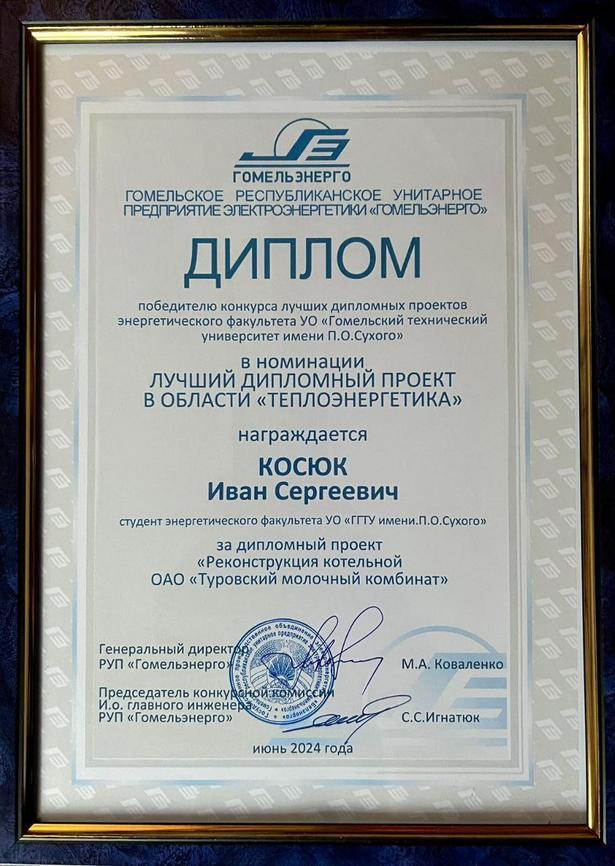 ГОМЕЛЬЭНЕРГО
ГОМЕЛЬСКОЕ РЕСПУБЛИКАНСКОЕ УНИТАРНОЕ
ПРЕДПРИЯТИЕ ЭЛЕКТРОЭНЕРГЕТИКИ «ГОМЕЛЬЭНЕРГО»
ДИПЛОМ
победителю конкурса лучших дипломных проектов
энергетического факультета УО «Гомельский технический
университет имени П.О.Сухого»
в номинации
ЛУЧШИЙ ДИПЛОМНЫЙ ПРОЕКТ
В ОБЛАСТИ «ТЕПЛОЭНЕРГЕТИКА»
награждается
КОСЮК
Иван Сергеевич
студент энергетического факультета УО «ГГТУ имени.П.О.Сухого»
за дипломный проект
«Реконструкция котельной
ОАО «Туровский молочный комбинат»
Генеральный директор
РУП «Гомельэнерго» М.А. Коваленко
Председатель конкурсной комиссии
И.о. главного инженера
РУП «Гомельэнерго» С.С.Игнатюк
июнь 2024 года